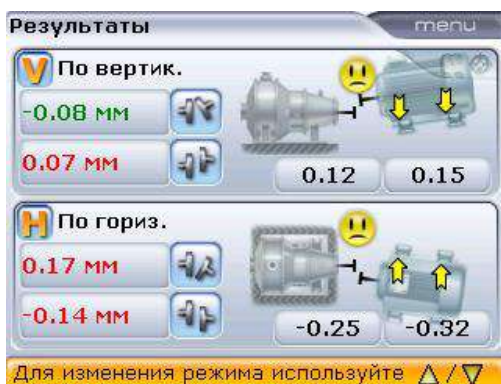 Результаты menu
V По вертик.
-0.08 мм
0.07 мм
0.12 0.15
H По гориз.
0.17 мм
-0.14 мм
-0.25 -0.32
Для изменения режима используйте △/▽